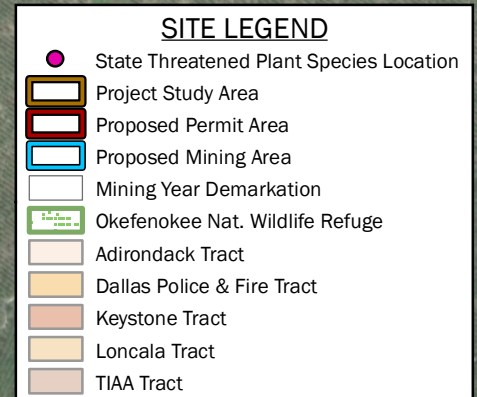 SITE LEGEND
State Threatened Plant Species Location
Project Study Area
Proposed Permit Area
Proposed Mining Area
Mining Year Demarkation
Okefenokee Nat. Wildlife Refuge
Adirondack Tract
Dallas Police & Fire Tract
Keystone Tract
Loncala Tract
TIAA Tract